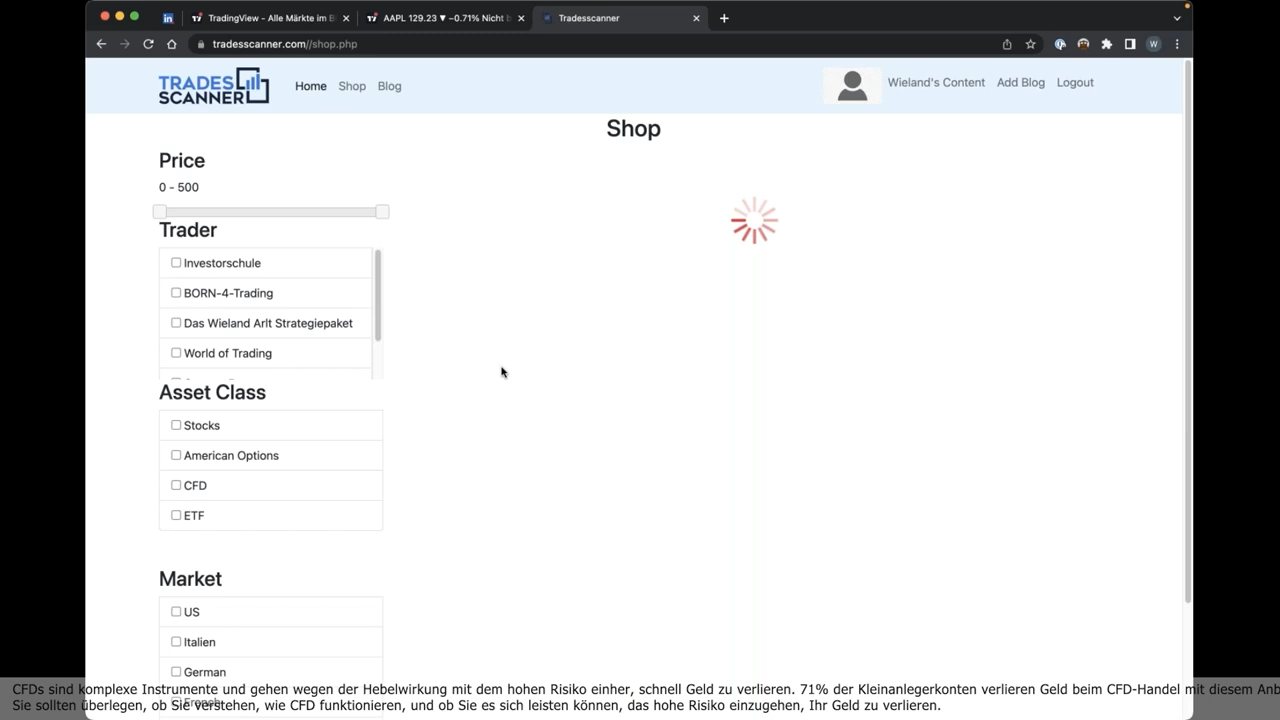 TradingView - Alle Märkte im B
AAPL 129.23 ▼ −0.71% Nicht b
Tradesscanner
tradesscanner.com//shop.php
W
TRADES
SCANNER
Home
Shop
Blog
Wieland's Content
Add Blog
Logout
Shop
Price
0 - 500
Trader
Investorschule
BORN-4-Trading
Das Wieland Arlt Strategiepaket
World of Trading
Asset Class
Stocks
American Options
CFD
ETF
Market
US
Italien
German
French
CFDs sind komplexe Instrumente und gehen wegen der Hebelwirkung mit dem hohen Risiko einher, schnell Geld zu verlieren. 71% der Kleinanlegerkonten verlieren Geld beim CFD-Handel mit diesem Anb
Sie sollten überlegen, ob Sie verstehen, wie CFD funktionieren, und ob Sie es sich leisten können, das hohe Risiko einzugehen, Ihr Geld zu verlieren.